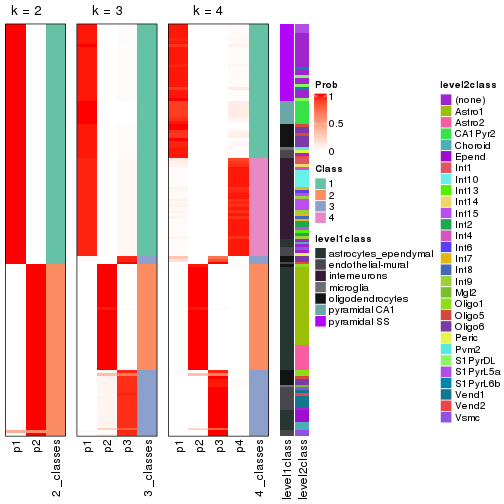 k = 2
k = 3
k = 4
p1
p2
2_classes
p1
p2
p3
3_classes
p1
p2
p3
p4
4_classes
level1class
level2class
Prob
1
0.5
0
Class
1
2
3
4
level1class
astrocytes_ependymal
endothelial-mural
interneurons
microglia
oligodendrocytes
pyramidal CA1
pyramidal SS
level2class
(none)
Astro1
Astro2
CA1Pyr2
Choroid
Epend
Int1
Int10
Int13
Int14
Int15
Int2
Int4
Int6
Int7
Int8
Int9
Mgl2
Oligo5
Oligo6
Peric
Pvm2
S1PyrDL
S1PyrL5a
S1PyrL6b
Vend1
Vend2
Vsmc